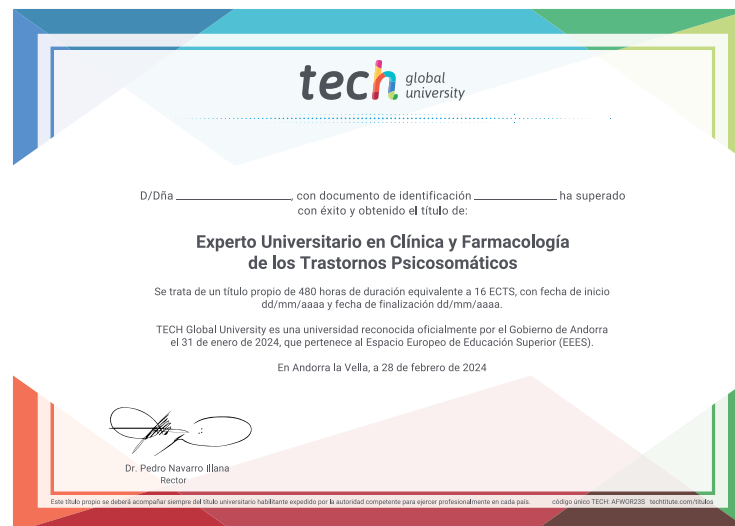 tech global
university
D/Dña ____________, con documento de identificación ____________ ha superado
con éxito y obtenido el título de:
Experto Universitario en Clínica y Farmacología
de los Trastornos Psicosomáticos
Se trata de un título propio de 480 horas de duración equivalente a 16 ECTS, con fecha de inicio
dd/mm/aaaa y fecha de finalización dd/mm/aaaa.
TECH Global University es una universidad reconocida oficialmente por el Gobierno de Andorra
el 31 de enero de 2024, que pertenece al Espacio Europeo de Educación Superior (EEES).
En Andorra la Vella, a 28 de febrero de 2024
Dr. Pedro Navarro Illana
Rector
Este título propio se deberá acompañar siempre del título universitario habilitante expedido por la autoridad competente para ejercer profesionalmente en cada país. código único TECH: AFWOR23S techtitute.com/titulos